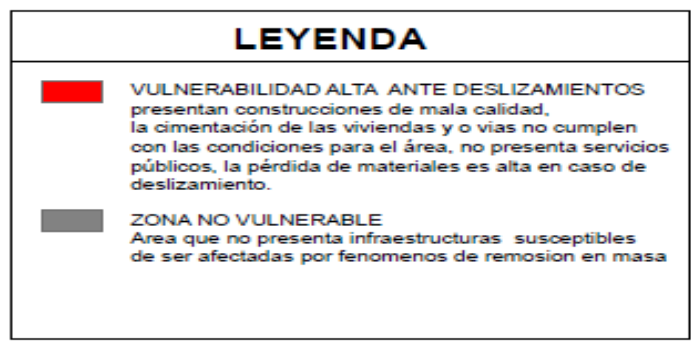 LEYENDA
VULNERABILIDAD ALTA ANTE DESLIZAMIENTOS
presentan construcciones de mala calidad,
la cimentación de las viviendas y o vias no cumplen
con las condiciones para el área, no presenta servicios
públicos, la pérdida de materiales es alta en caso de
deslizamiento.
ZONA NO VULNERABLE
Area que no presenta infraestructuras susceptibles
de ser afectadas por fenomenos de remosion en masa